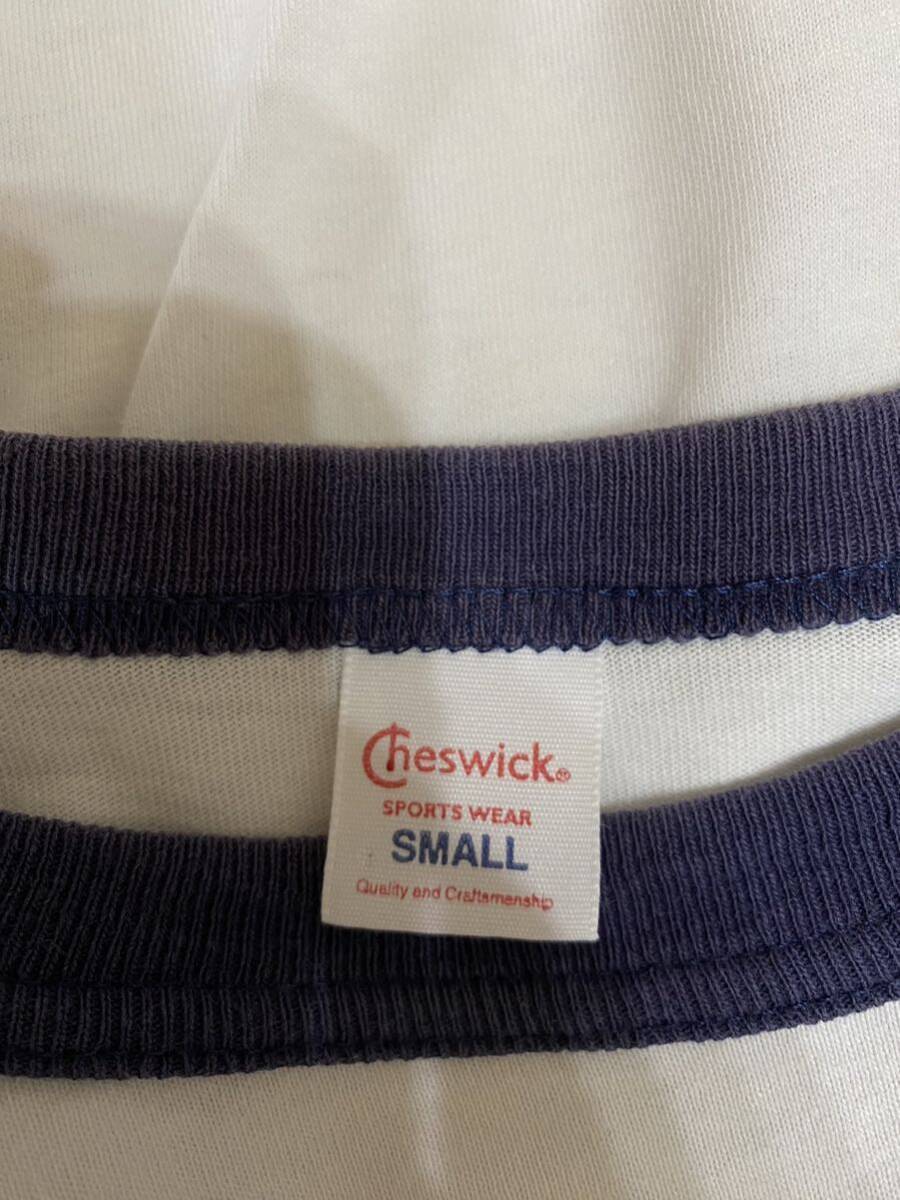 Cheswick®
SPORTS WEAR
SMALL
Quality and Craftsmanship